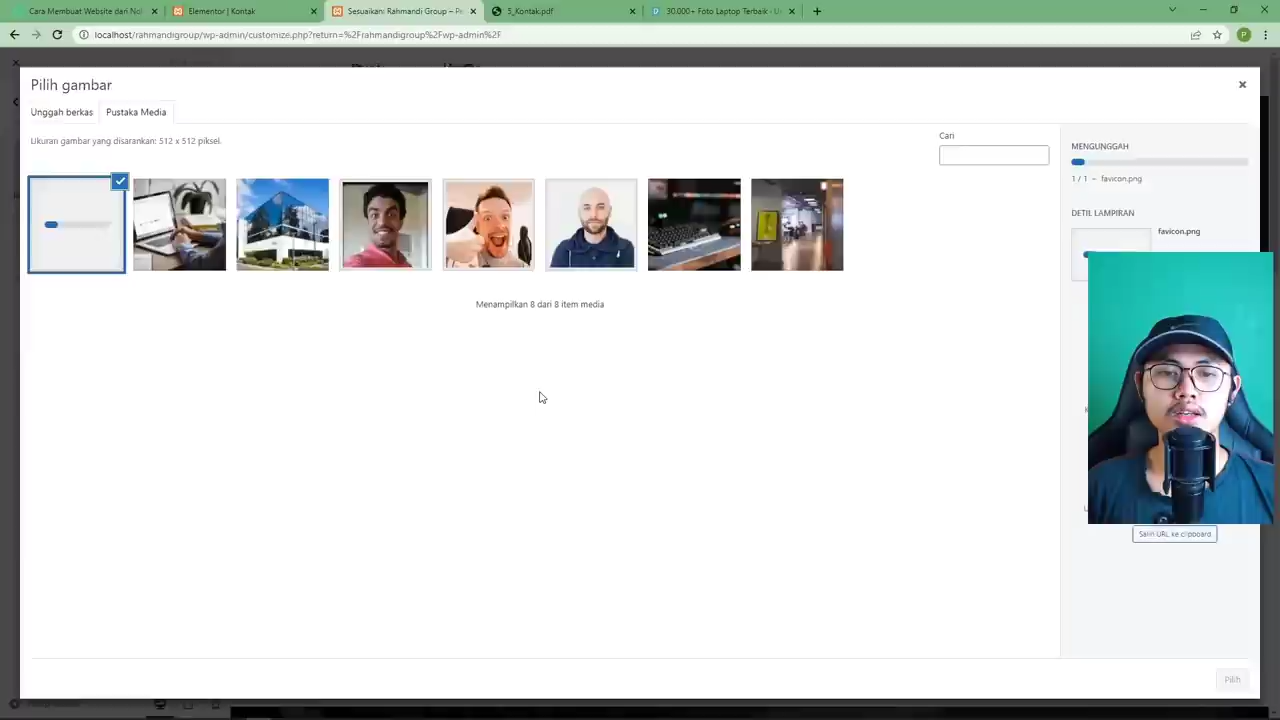 Cara Membuat Website dari Nol
Elementor | Kontak
Sesuaikan: Rahmandi Group –
5_Kontak.pdf
30.000+ Foto Laptop Terbaik ·
localhost/rahmandigroup/wp-admin/customize.php?return=%2Frahmandigroup%2Fwp-admin%2F
P
Pilih gambar
Unggah berkas
Pustaka Media
Ukuran gambar yang disarankan: 512 x 512 piksel.
Cari
MENGUNGGAH
1 / 1 – favicon.png
DETIL LAMPIRAN
favicon.png
Menampilkan 8 dari 8 item media
Salin URL ke clipboard
Pilih